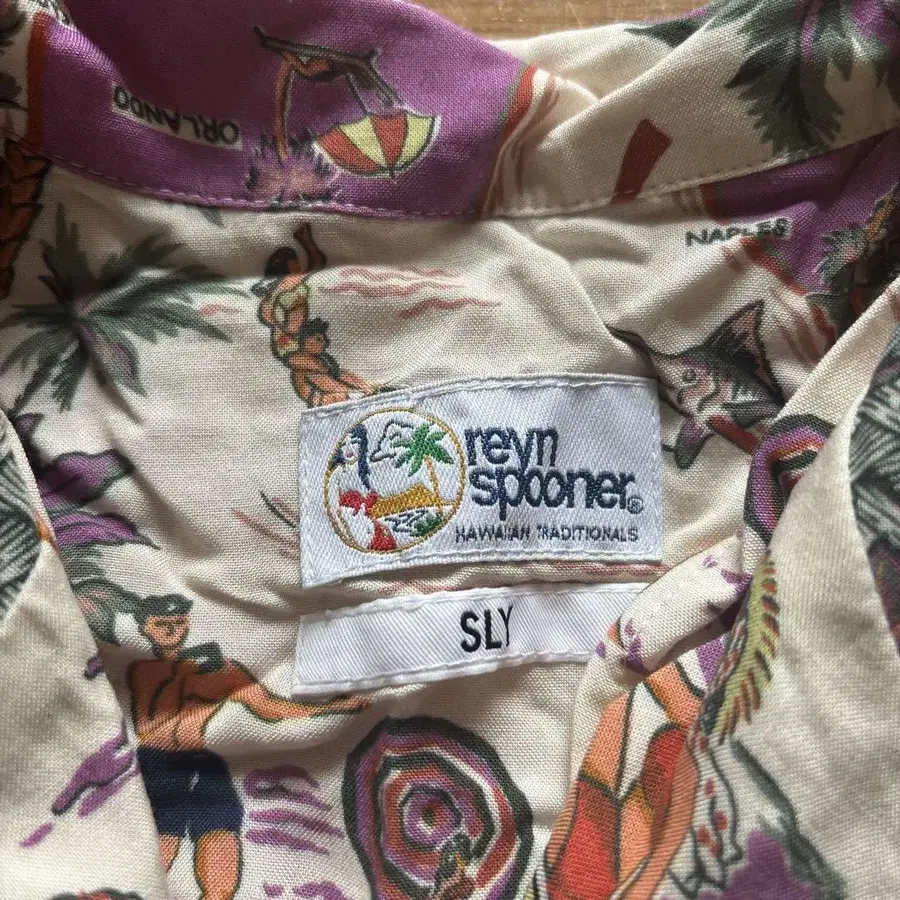 ORLANDO
NAPLES
reyn
spooner®
HAWAIIAN TRADITIONALS
SLY